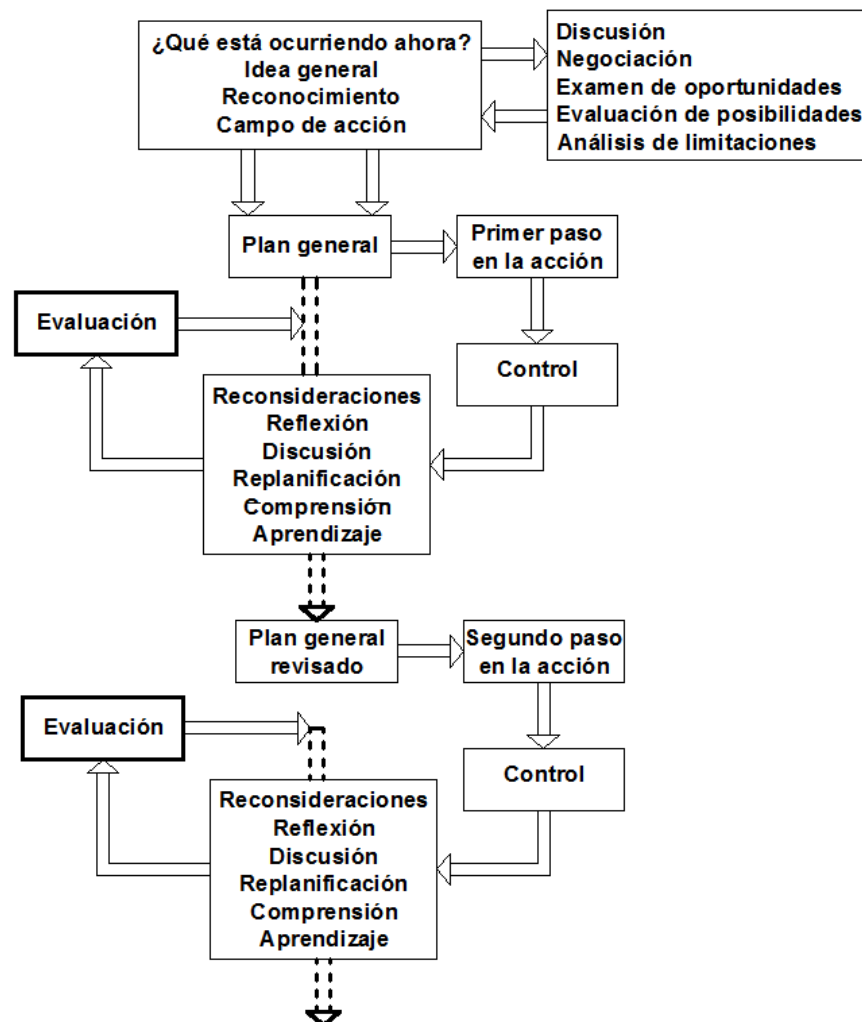 ¿Qué está ocurriendo ahora?
Idea general
Reconocimiento
Campo de acción
Discusión
Negociación
Examen de oportunidades
Evaluación de posibilidades
Análisis de limitaciones
Plan general
Primer paso
en la acción
Evaluación
Control
Reconsideraciones
Reflexión
Discusión
Replanificación
Comprensión
Aprendizaje
Plan general
revisado
Segundo paso
en la acción
Evaluación
Control
Reconsideraciones
Reflexión
Discusión
Replanificación
Comprensión
Aprendizaje